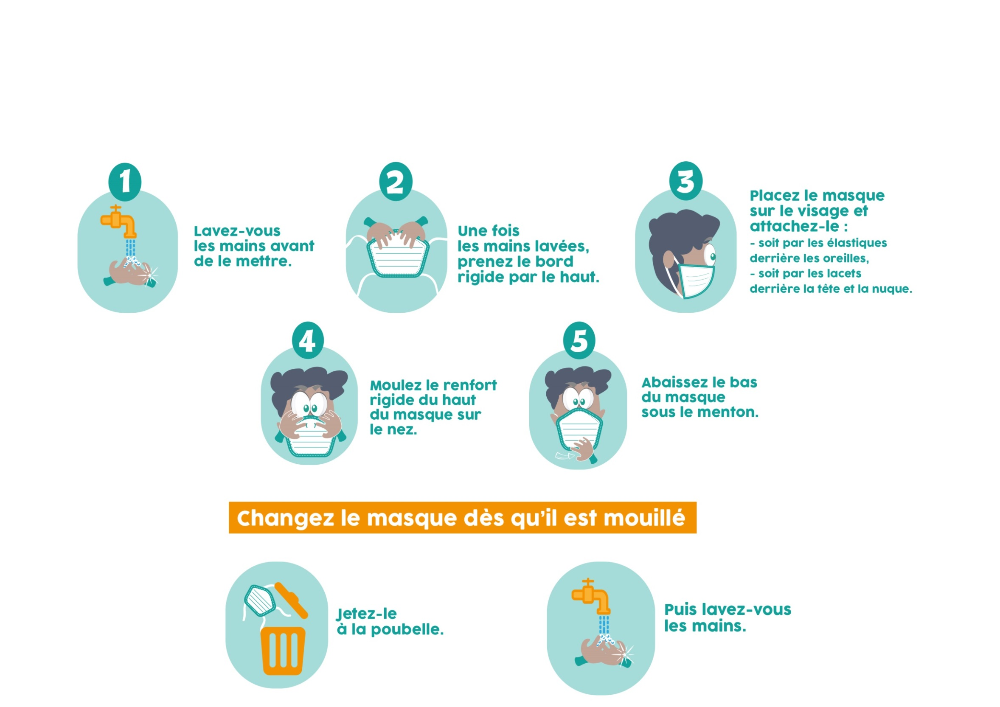 1
Lavez-vous
les mains avant
de le mettre.
2
Une fois
les mains lavées,
prenez le bord
rigide par le haut.
3
Placez le masque
sur le visage et
attachez-le :
- soit par les élastiques
derrière les oreilles,
- soit par les lacets
derrière la tête et la nuque.
4
Moulez le renfort
rigide du haut
du masque sur
le nez.
5
Abaissez le bas
du masque
sous le menton.
Changez le masque dès qu'il est mouillé
Jetez-le
à la poubelle.
Puis lavez-vous
les mains.